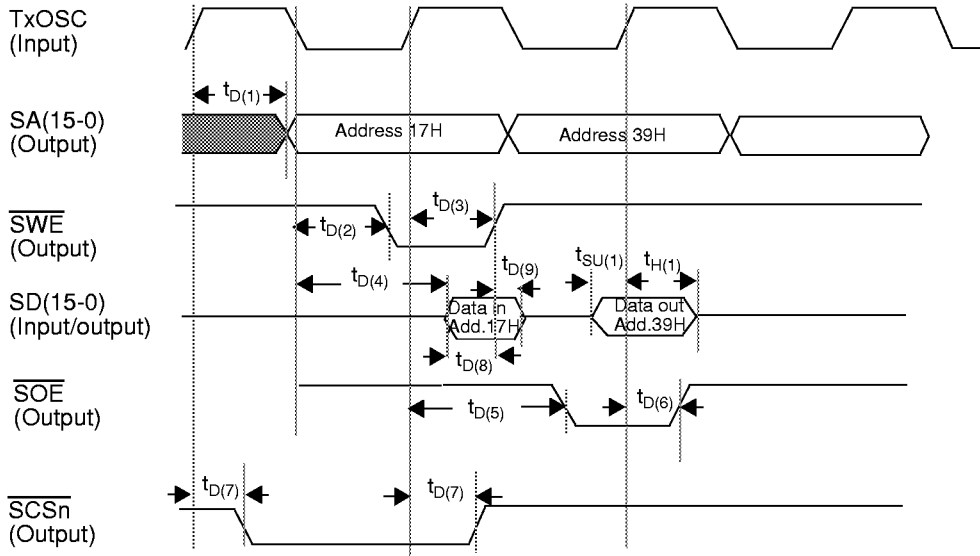 TxOSC
(Input)
tD(1)
SA(15-0)
(Output)
Address 17H
Address 39H
SWE
(Output)
tD(2)
tD(3)
tD(9)
tSU(1)
tH(1)
tD(4)
SD(15-0)
(Input/output)
Data in
Add.17H
Data out
Add.39H
tD(8)
SOE
(Output)
tD(5)
tD(6)
tD(7)
tD(7)
SCSn
(Output)